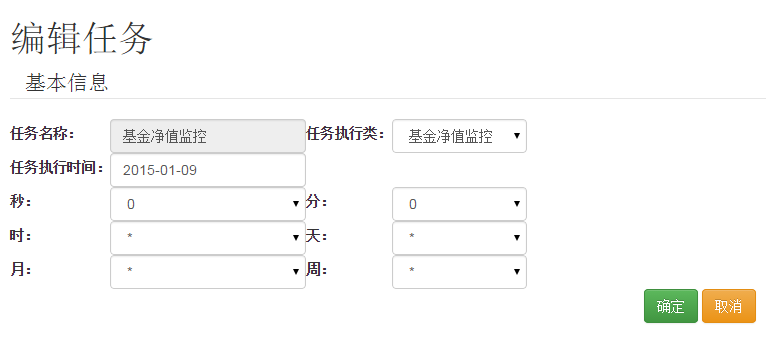 编辑任务
基本信息
任务名称： 基金净值监控 任务执行类： 基金净值监控
任务执行时间： 2015-01-09
秒： 0 分： 0
时： * 天： *
月： * 周： *
确定 取消